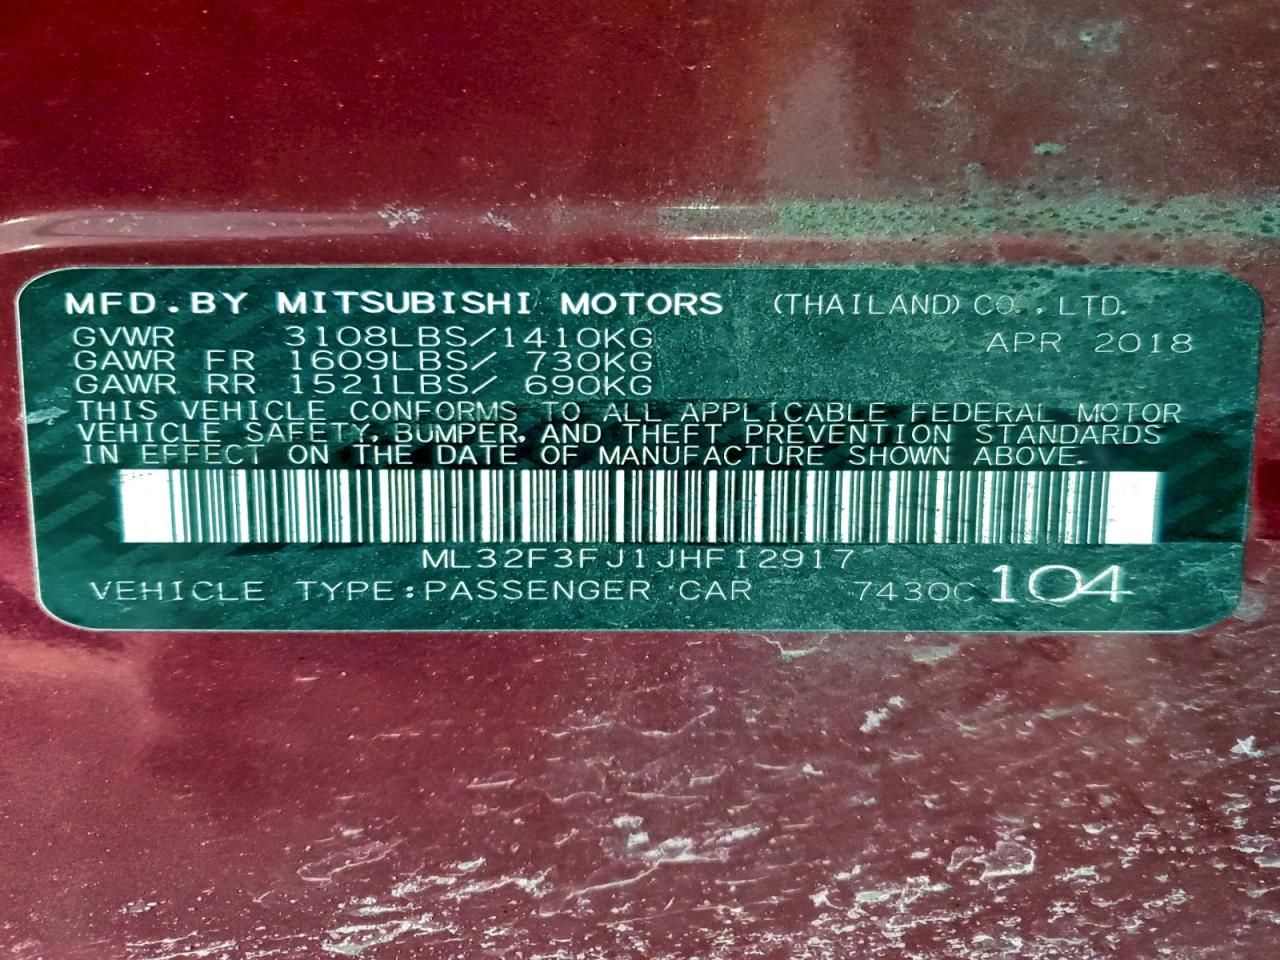 MFD.BY MITSUBISHI MOTORS (THAILAND) CO., LTD.
GVWR 3108LBS/1410KG APR 2018
GAWR FR 1609LBS/ 730KG
GAWR RR 1521LBS/ 690KG
THIS VEHICLE CONFORMS TO ALL APPLICABLE FEDERAL MOTOR
VEHICLE SAFETY, BUMPER, AND THEFT PREVENTION STANDARDS
IN EFFECT ON THE DATE OF MANUFACTURE SHOWN ABOVE.
ML32F3FJ1JHF12917
VEHICLE TYPE:PASSENGER CAR 7430C 104